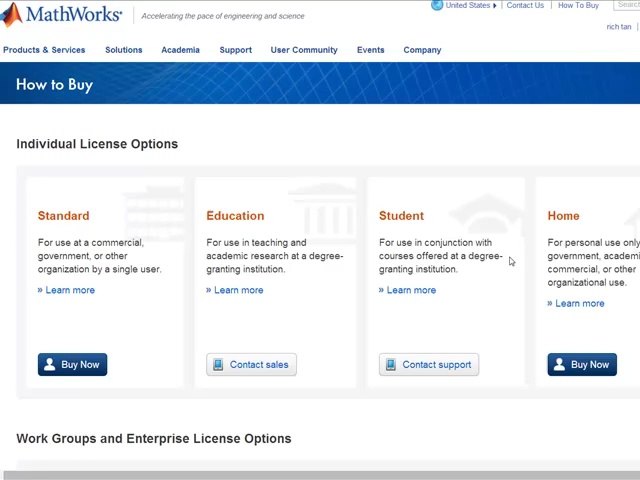 MathWorks®
Accelerating the pace of engineering and science
United States
Contact Us
How To Buy
Search
rich tan
Products & Services
Solutions
Academia
Support
User Community
Events
Company
How to Buy
Individual License Options
Standard
For use at a commercial,
government, or other
organization by a single user.
» Learn more
Buy Now
Education
For use in teaching and
academic research at a degree-
granting institution.
» Learn more
Contact sales
Student
For use in conjunction with
courses offered at a degree-
granting institution.
» Learn more
Contact support
Home
For personal use only
government, academi
commercial, or other
organizational use.
» Learn more
Buy Now
Work Groups and Enterprise License Options